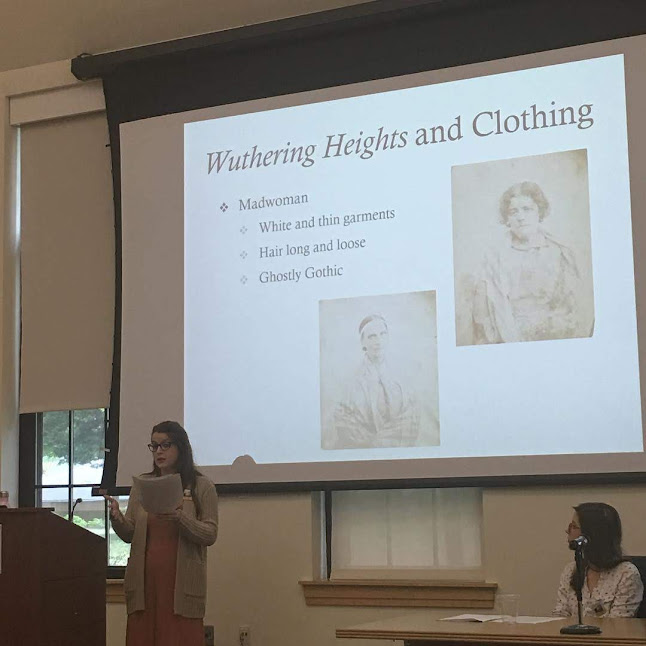 Wuthering Heights and Clothing
Madwoman
White and thin garments
Hair long and loose
Ghostly Gothic